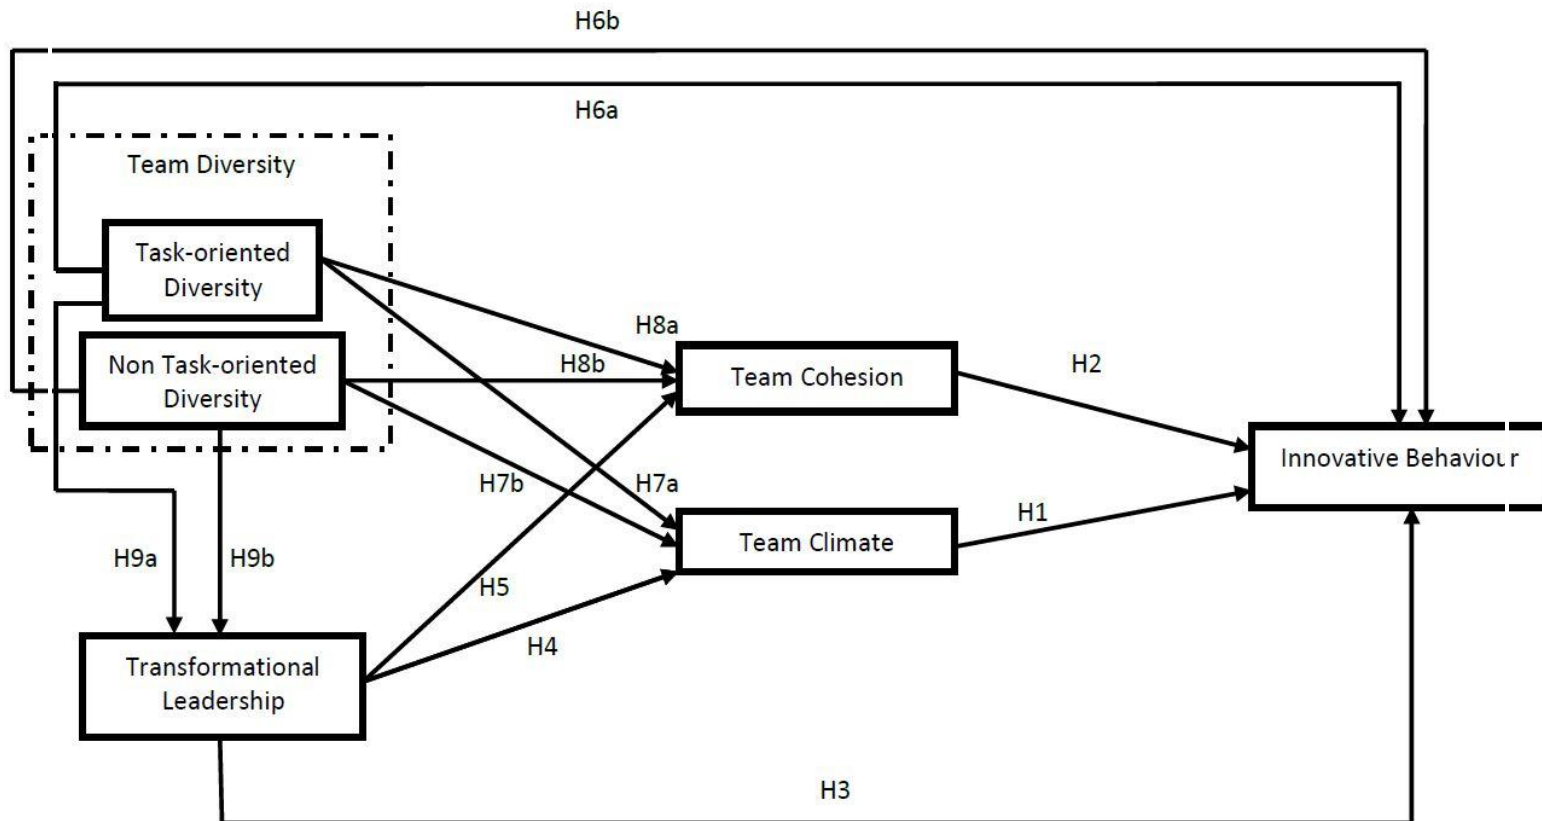 H6b
H6a
Team Diversity
Task-oriented
Diversity
H8a
Non Task-oriented
Diversity
H8b
Team Cohesion
H2
Innovative Behaviour
H7b
H7a
H1
Team Climate
H9a
H9b
H5
H4
Transformational
Leadership
H3